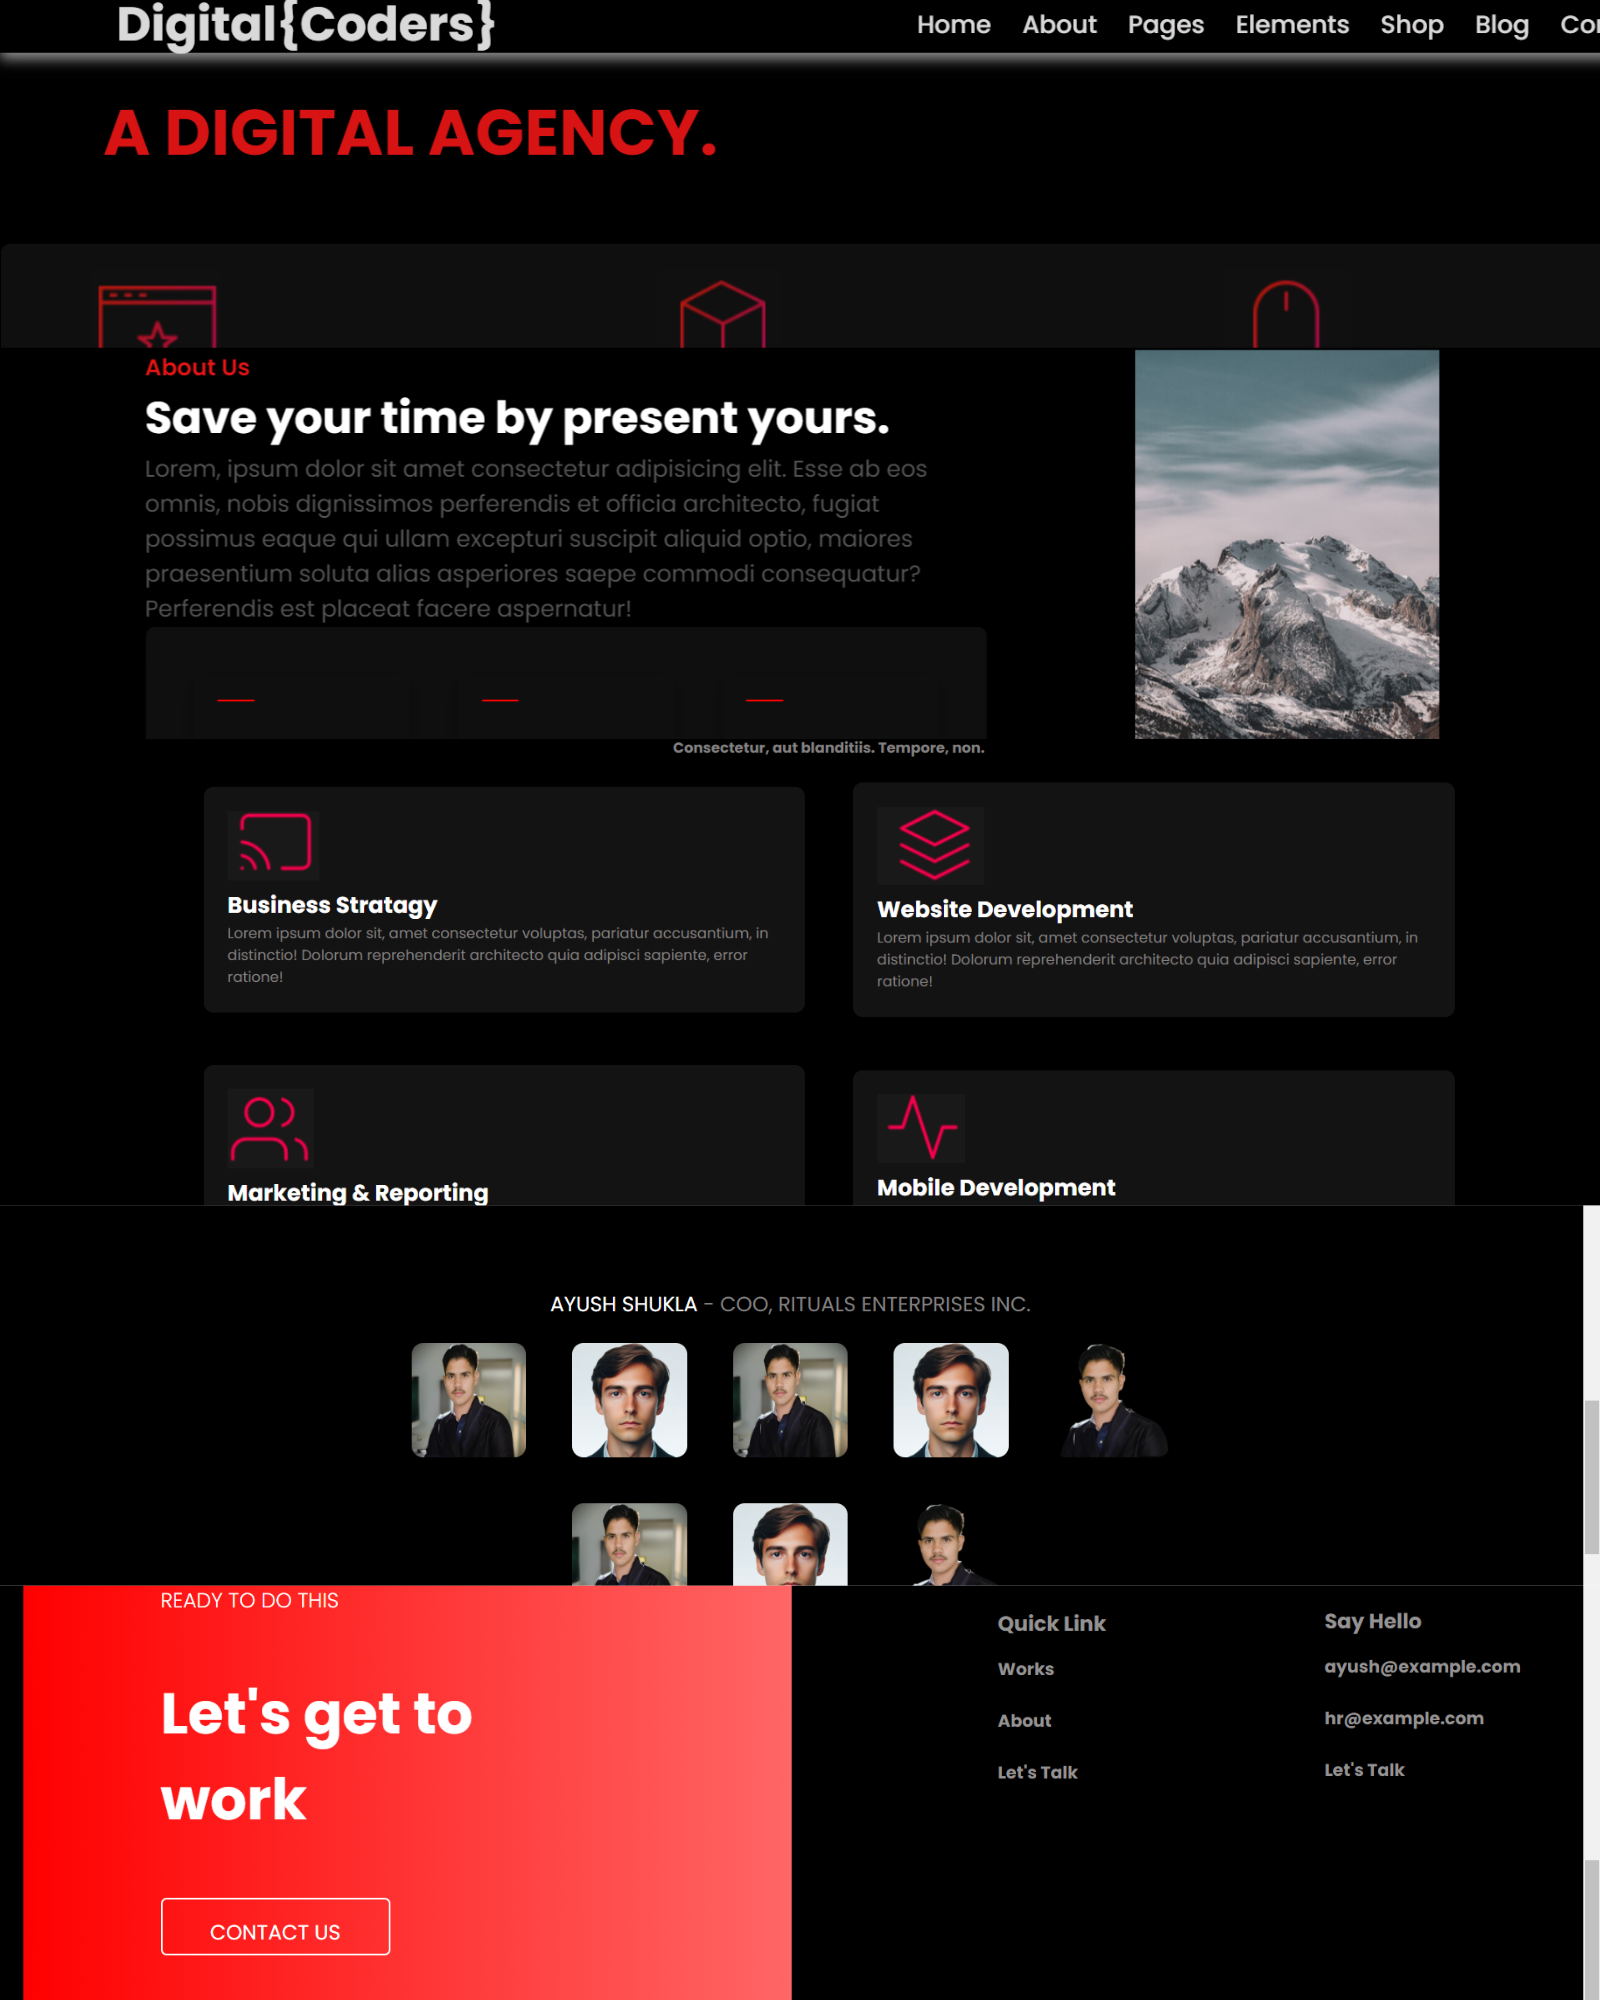 Digital{Coders}
Home About Pages Elements Shop Blog
A DIGITAL AGENCY.
About Us
Save your time by present yours.
Lorem, ipsum dolor sit amet consectetur adipisicing elit. Esse ab eos
omnis, nobis dignissimos perferendis et officia architecto, fugiat
possimus eaque qui ullam excepturi suscipit aliquid optio, maiores
praesentium soluta alias asperiores saepe commodi consequatur?
Perferendis est placeat facere aspernatur!
Consectetur, aut blanditiis. Tempore, non.
Business Stratagy
Lorem ipsum dolor sit, amet consectetur voluptas, pariatur accusantium, in
distinctio! Dolorum reprehenderit architecto quia adipisci sapiente, error
ratione!
Website Development
Lorem ipsum dolor sit, amet consectetur voluptas, pariatur accusantium, in
distinctio! Dolorum reprehenderit architecto quia adipisci sapiente, error
ratione!
Marketing & Reporting
Mobile Development
AYUSH SHUKLA - COO, RITUALS ENTERPRISES INC.
READY TO DO THIS
Let's get to
work
CONTACT US
Quick Link
Works
About
Let's Talk
Say Hello
ayush@example.com
hr@example.com
Let's Talk